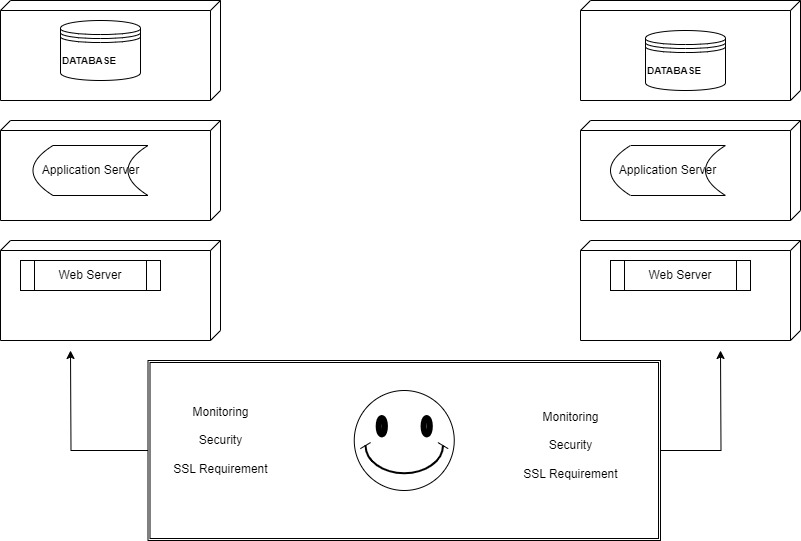 DATABASE
DATABASE
Application Server
Application Server
Web Server
Web Server
Monitoring
Security
SSL Requirement
Monitoring
Security
SSL Requirement